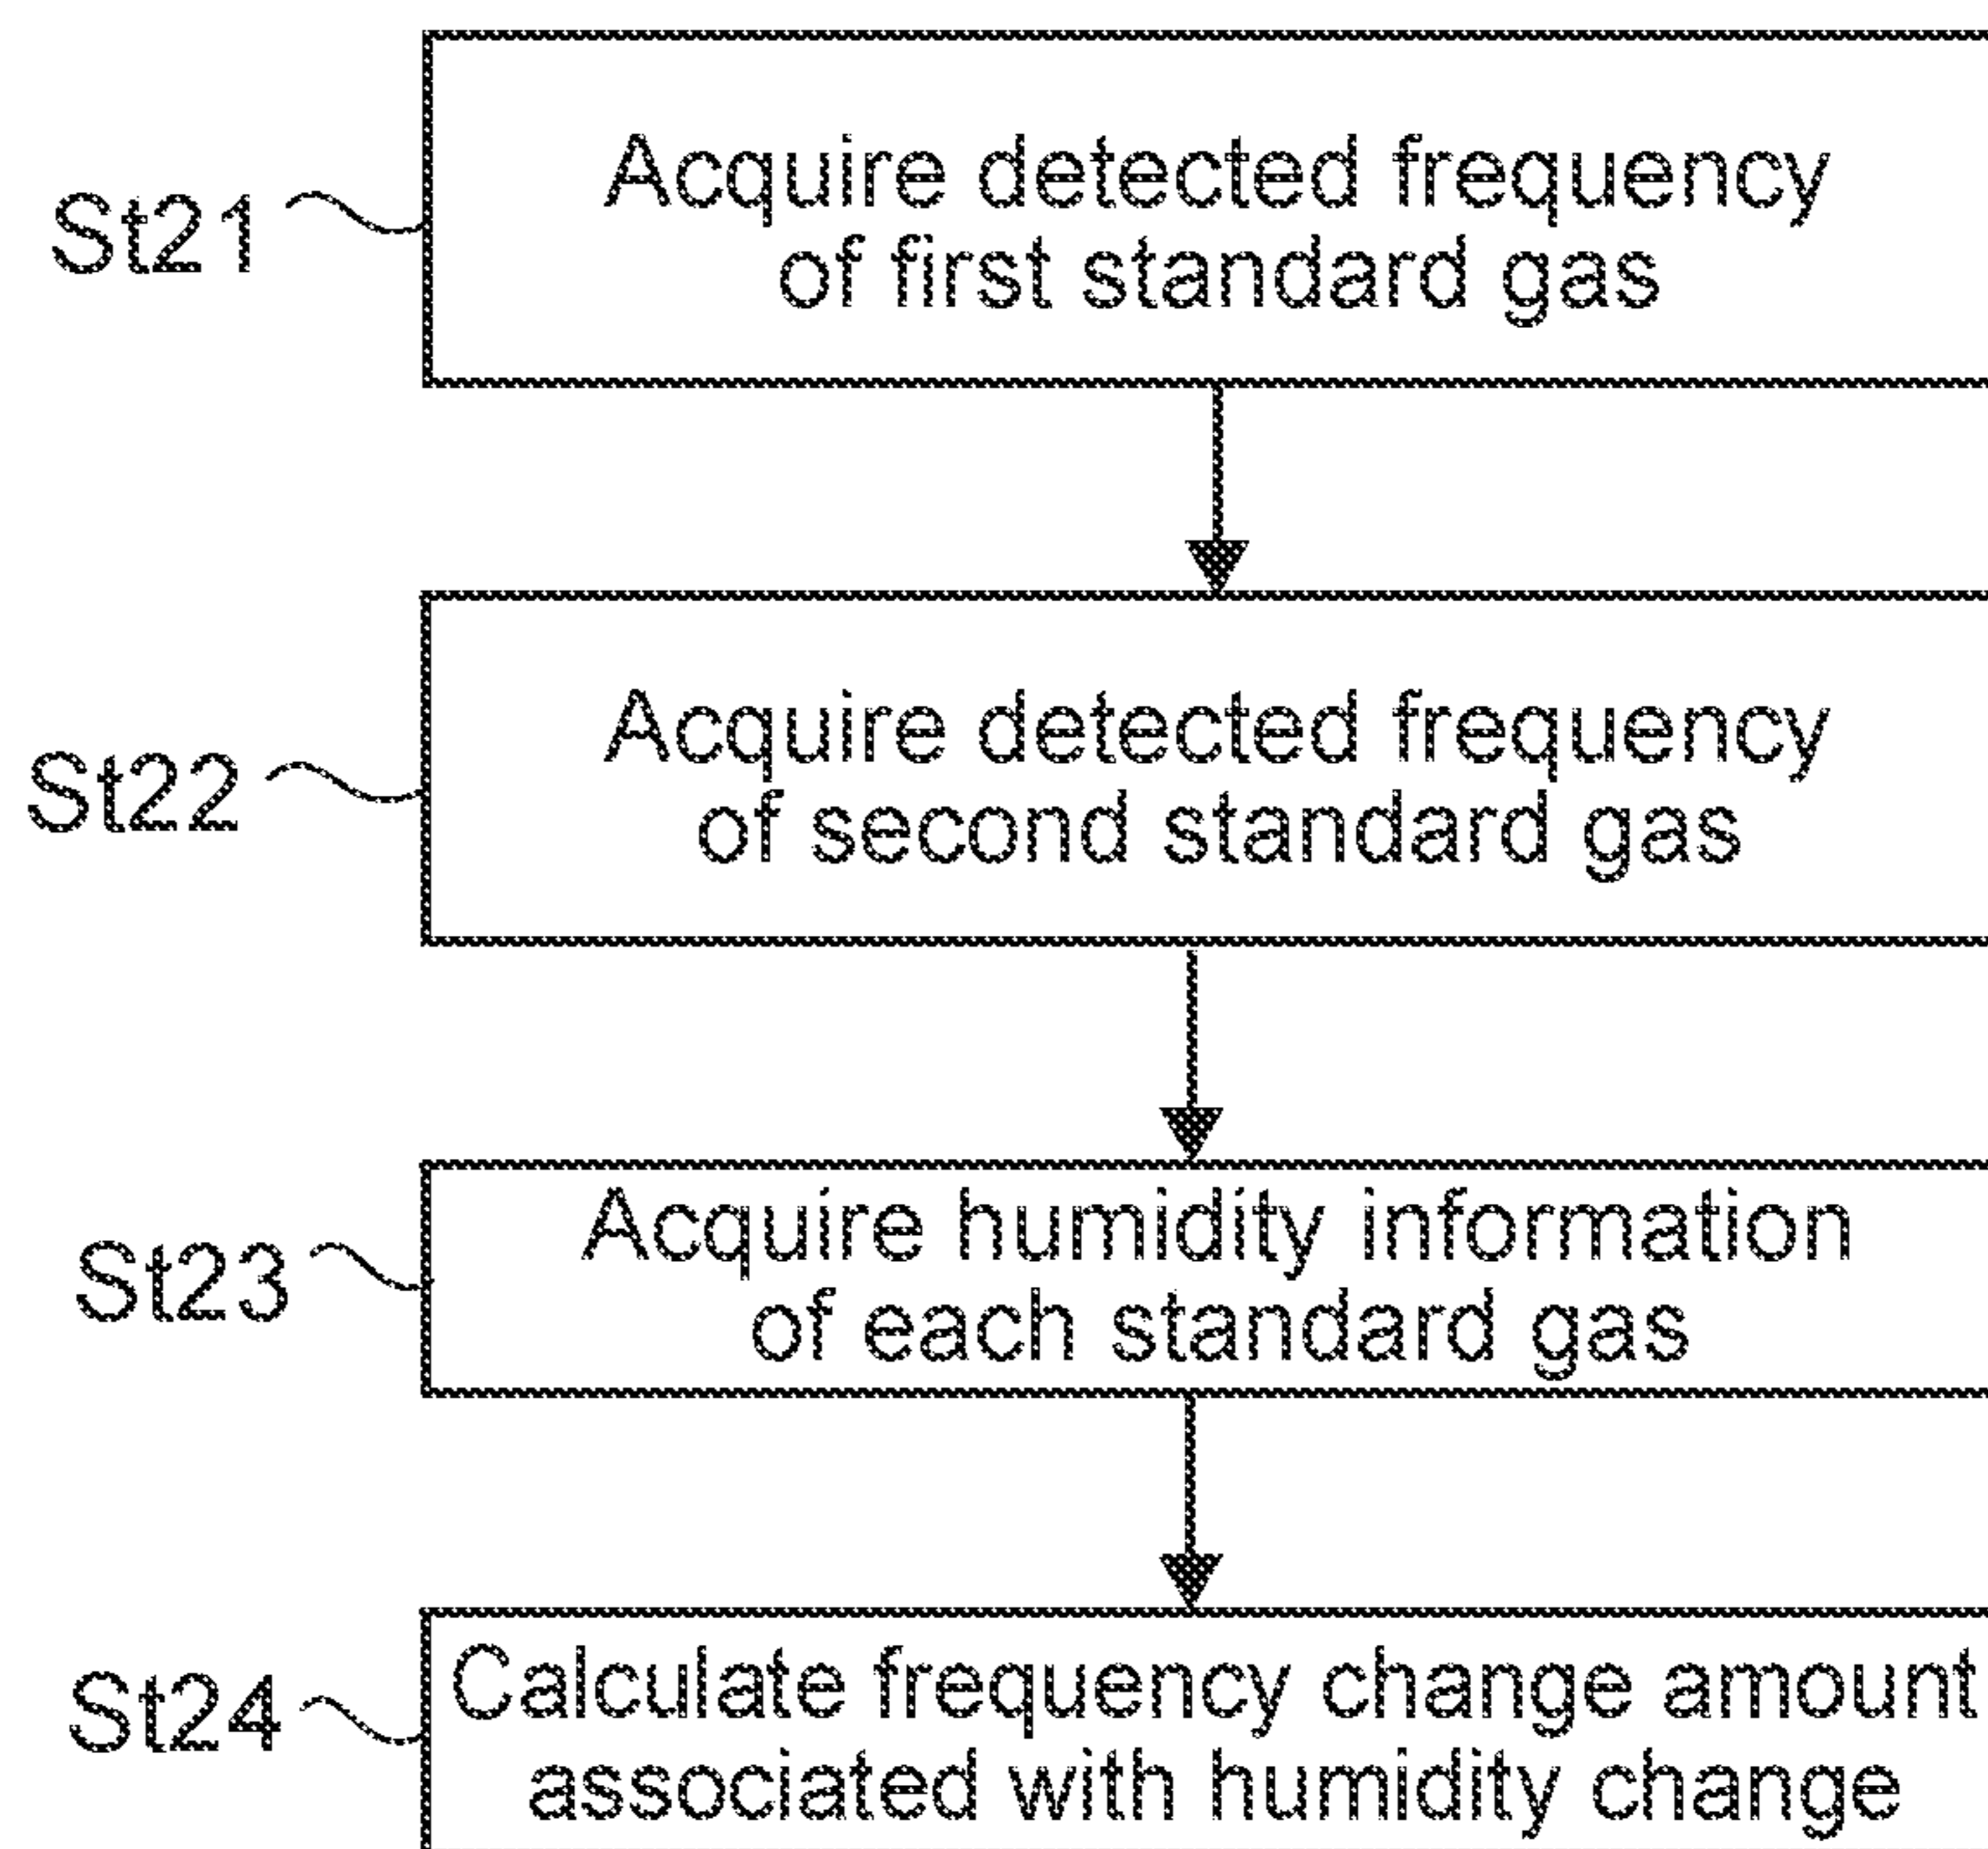 St21
Acquire detected frequency
of first standard gas
St22
Acquire detected frequency
of second standard gas
St23
Acquire humidity information
of each standard gas
St24
Calculate frequency change amount
associated with humidity change